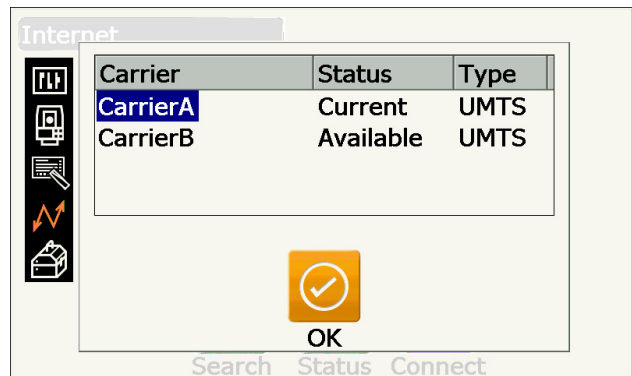 Internet
Carrier Status Type
CarrierA Current UMTS
CarrierB Available UMTS
OK
Search Status Connect